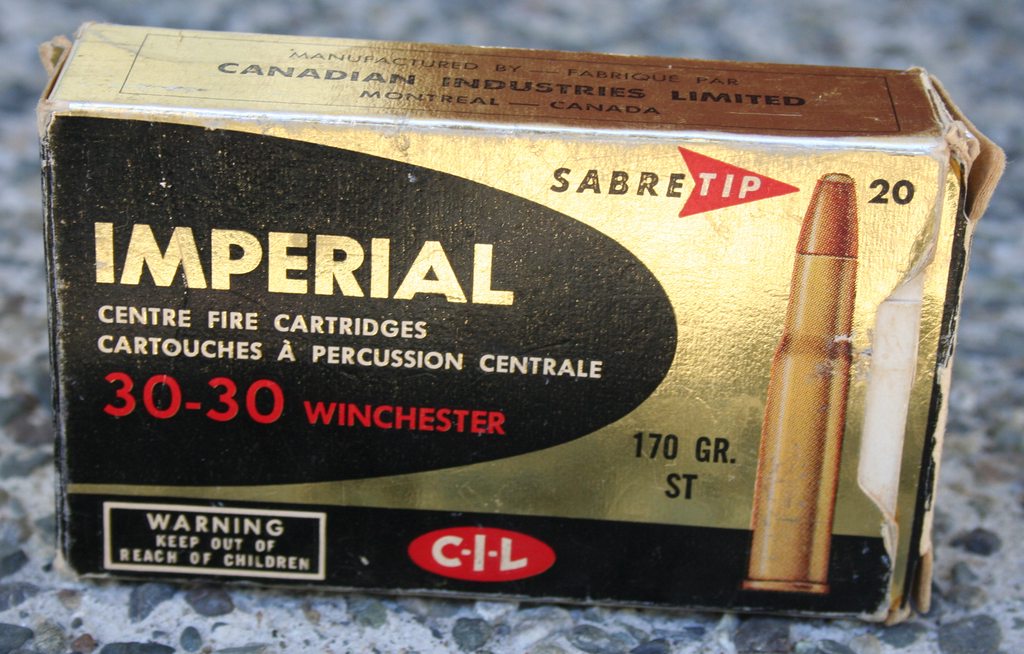 MANUFACTURED BY — FABRIQUÉ PAR
CANADIAN INDUSTRIES LIMITED
MONTREAL — CANADA
SABRE TIP
20
IMPERIAL
CENTRE FIRE CARTRIDGES
CARTOUCHES À PERCUSSION CENTRALE
30-30 WINCHESTER
170 GR.
ST
WARNING
KEEP OUT OF
REACH OF CHILDREN
C-I-L